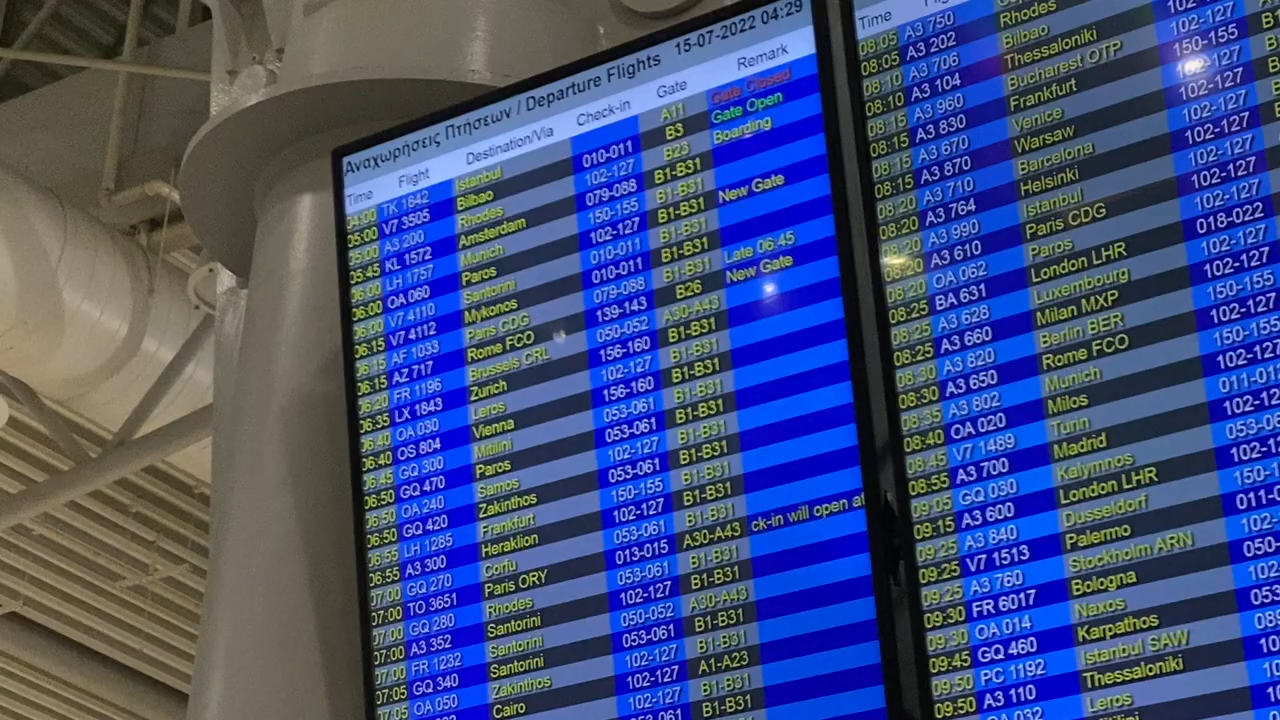 Αναχωρήσεις Πτήσεων / Departure Flights 15-07-2022 04:29
Time Flight Destination/Via Check-in Gate Remark
04:00 TK 1842 Istanbul A11 Gate Closed
05:00 V7 3505 Bilbao 010-011 B3 Gate Open
05:00 A3 200 Rhodes 102-127 B23 Boarding
05:45 KL 1572 Amsterdam 079-088 B1-B31
06:00 LH 1757 Munich 150-155 B1-B31
06:00 OA 060 Paros 102-127 B1-B31 New Gate
06:00 V7 4110 Santorini 010-011 B1-B31
06:15 V7 4112 Mykonos 010-011 B1-B31
06:15 AF 1033 Paris CDG 079-088 B1-B31 Late 06:45
06:15 AZ 717 Rome FCO 139-143 B26 New Gate
06:20 FR 1196 Brussels CRL 050-052 A30-A43
06:35 LX 1843 Zurich 156-160 B1-B31
06:40 OA 030 Leros 102-127 B1-B31
06:40 OS 804 Vienna 156-160 B1-B31
06:45 GQ 300 Mitilini 053-061 B1-B31
06:50 GQ 470 Paros 053-061 B1-B31
06:50 OA 240 Samos 102-127 B1-B31
06:50 GQ 420 Zakinthos 053-061 B1-B31
06:55 LH 1285 Frankfurt 150-155 B1-B31
06:55 A3 300 Heraklion 102-127 B1-B31
07:00 GQ 270 Corfu 053-061 B1-B31
07:00 TO 3651 Paris ORY 013-015 A30-A43 ck-in will open at
07:00 GQ 280 Rhodes 053-061 B1-B31
07:00 A3 352 Santorini 102-127 B1-B31
07:00 FR 1232 Santorini 050-052 A30-A43
07:05 GQ 340 Santorini 053-061 B1-B31
07:05 OA 050 Zakinthos 102-127 B1-B31
Cairo 102-127 A1-A23
102-127 B1-B31
053-061 B1-B31
Time Flight
08:05 A3 750
08:05 A3 202 Rhodes
08:10 A3 706 Bilbao
08:10 A3 104 Thessaloniki 102-127
08:15 A3 960 Bucharest OTP 102-127
08:15 A3 830 Frankfurt 150-155
08:15 A3 670 Venice 102-127
08:15 A3 870 Warsaw 102-127
08:20 A3 710 Barcelona 102-127
08:20 A3 764 Helsinki 102-127
08:20 A3 990 Istanbul 102-127
08:20 A3 610 Paris CDG 102-127
08:20 OA 062 Paros 102-127
08:25 BA 631 London LHR 018-022
08:25 A3 628 Luxembourg 102-127
08:25 A3 660 Milan MXP 102-127
08:30 A3 820 Berlin BER 150-155
08:30 A3 650 Rome FCO 102-127
08:35 A3 802 Munich 150-155
08:40 OA 020 Milos 102-127
08:45 V7 1489 Turin 011-01
08:55 A3 700 Madrid 102-12
09:05 GQ 030 Kalymnos 053-0
09:15 A3 600 London LHR
09:25 A3 840 Dusseldorf 150-1
09:25 V7 1513 Palermo 011-0
09:25 A3 760 Stockholm ARN 102-
09:30 FR 6017 Bologna 050-
09:30 OA 014 Naxos 102
09:45 GQ 460 Karpathos 053
09:50 PC 1192 Istanbul SAW
09:50 A3 110 Thessaloniki 10
OA 032 Leros